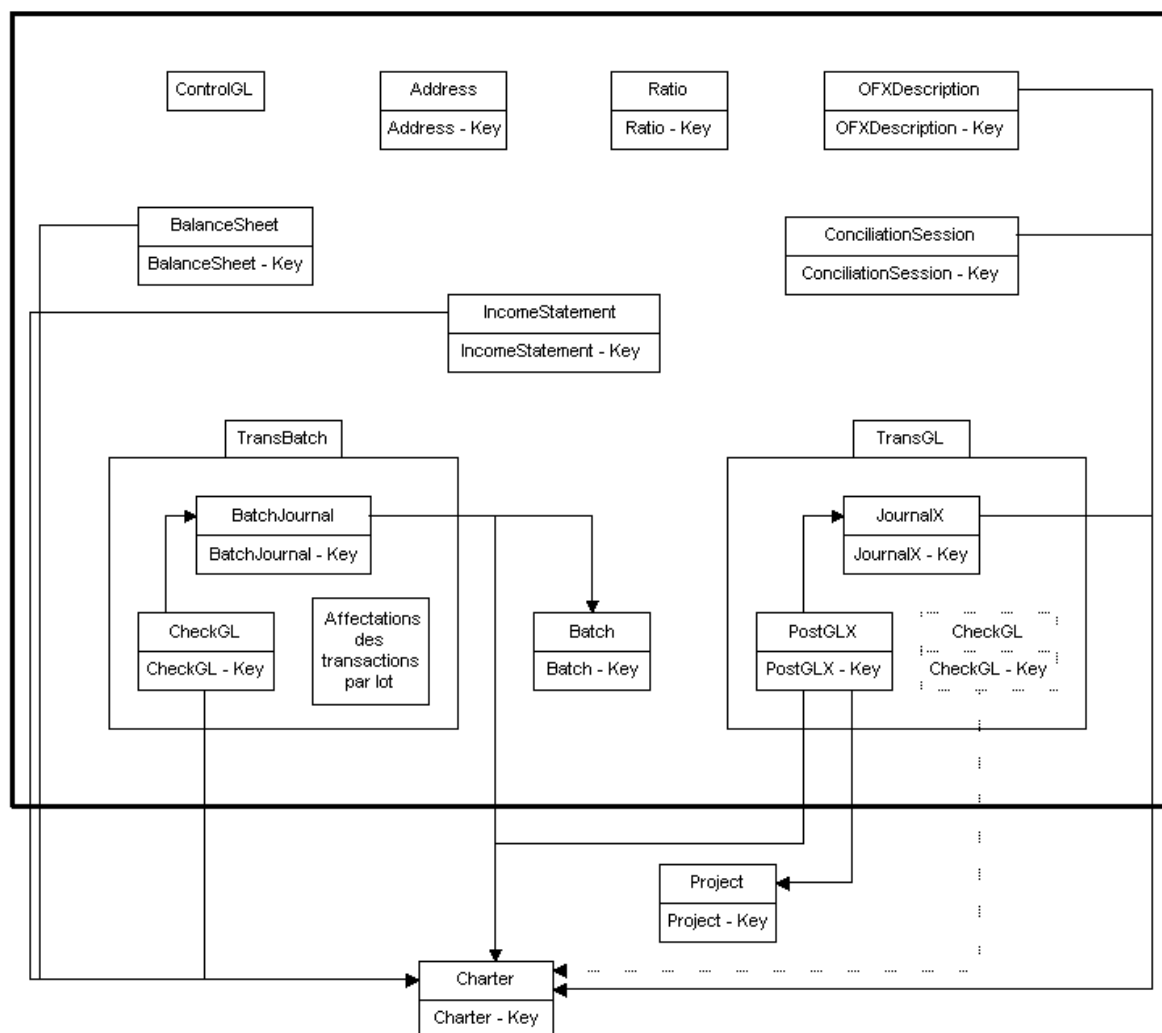 ControlGL
Address
Address - Key
Ratio
Ratio - Key
OFXDescription
OFXDescription - Key
BalanceSheet
BalanceSheet - Key
ConciliationSession
ConciliationSession - Key
IncomeStatement
IncomeStatement - Key
TransBatch
BatchJournal
BatchJournal - Key
CheckGL
CheckGL - Key
Affectations
des
transactions
par lot
Batch
Batch - Key
TransGL
JournalX
JournalX - Key
PostGLX
PostGLX - Key
CheckGL
CheckGL - Key
Project
Project - Key
Charter
Charter - Key